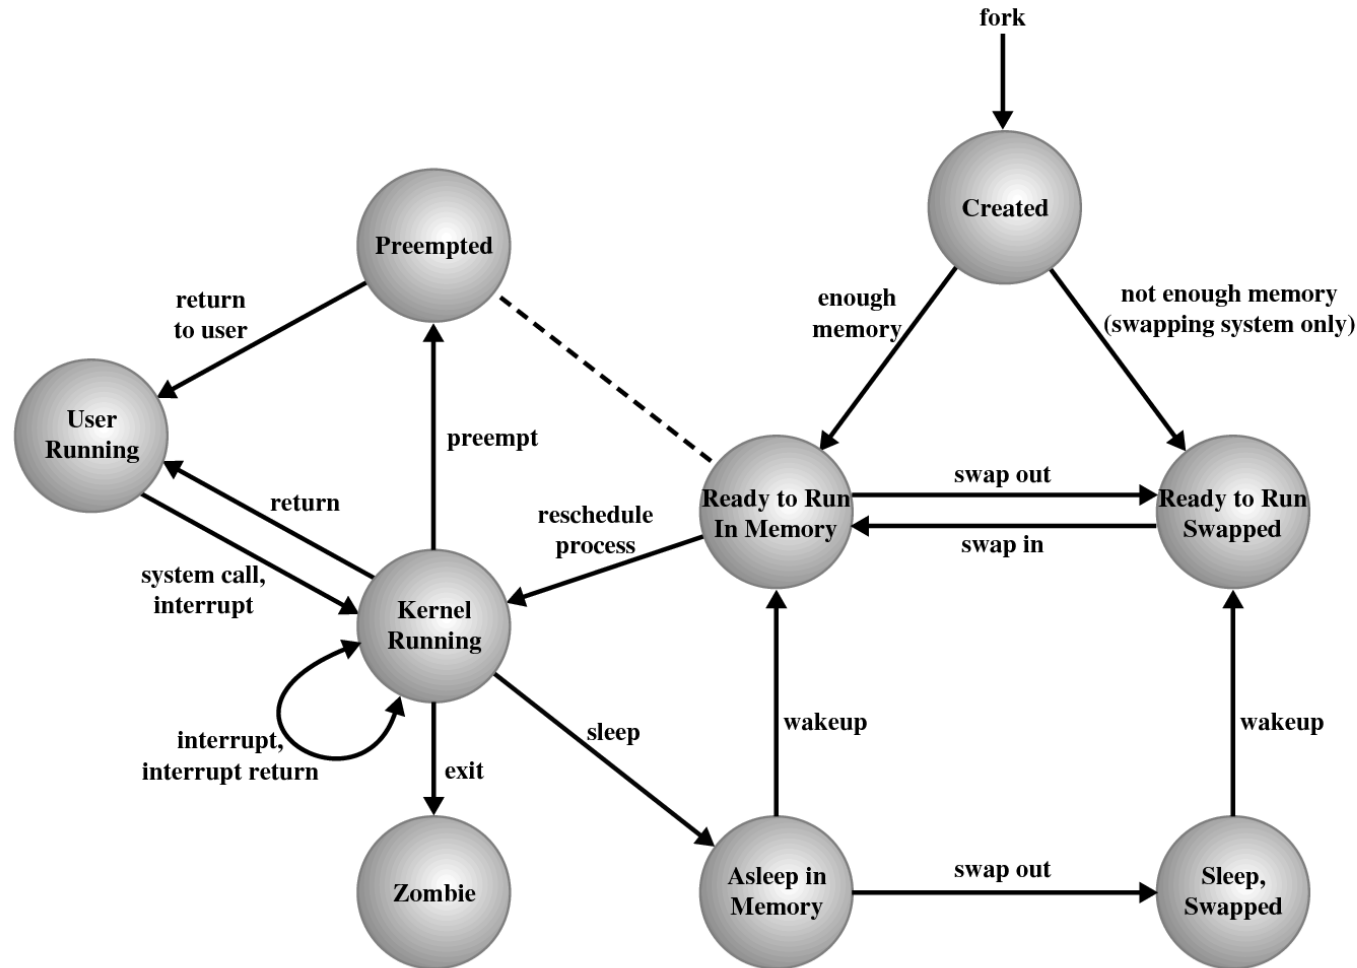 fork
Created
Preempted
enough
memory
not enough memory
(swapping system only)
return
to user
User
Running
preempt
return
reschedule
process
Ready to Run
In Memory
swap out
swap in
Ready to Run
Swapped
system call,
interrupt
Kernel
Running
interrupt,
interrupt return
sleep
wakeup
wakeup
exit
Zombie
Asleep in
Memory
swap out
Sleep,
Swapped